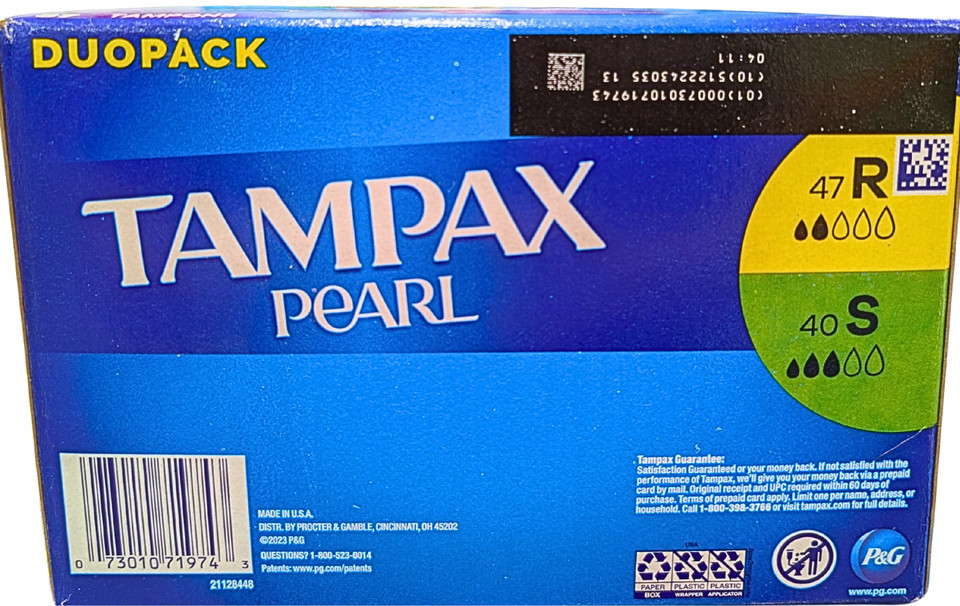 TAMPONS
DUOPACK
04:11
(10)5122243035 13
(01)00073010719743
TAMPAX
PEARL
47 R
40 S
Tampax Guarantee:
Satisfaction Guaranteed or your money back. If not satisfied with the
performance of Tampax, we'll give you your money back via a prepaid
card by mail. Original receipt and UPC required within 60 days of
purchase. Terms of prepaid card apply. Limit one per name, address, or
household. Call 1-800-398-3766 or visit tampax.com for full details.
0 73010 71974 3
21128448
MADE IN U.S.A.
DISTR. BY PROCTER & GAMBLE, CINCINNATI, OH 45202
©2023 P&G
QUESTIONS? 1-800-523-0014
Patents: www.pg.com/patents
USA
PAPER
BOX
PLASTIC
WRAPPER
PLASTIC
APPLICATOR
P&G
www.pg.com